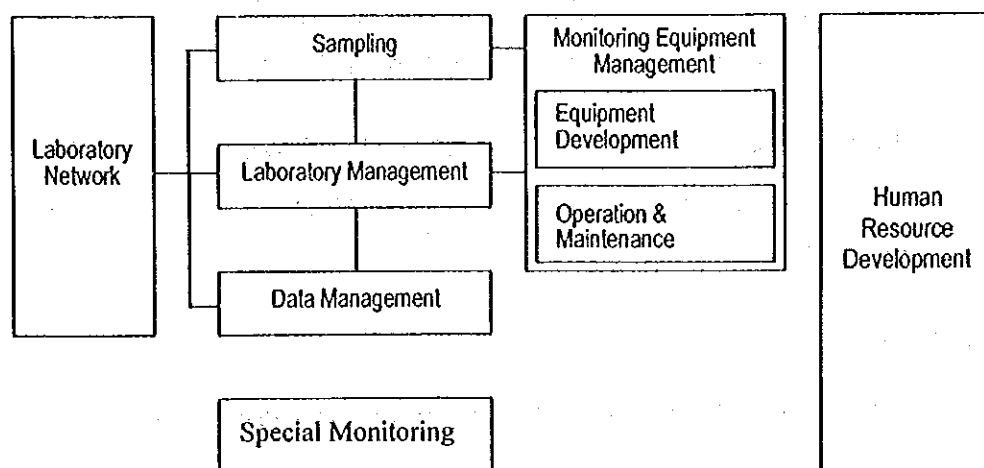 Laboratory
Network
Sampling
Laboratory Management
Data Management
Special Monitoring
Monitoring Equipment
Management
Equipment
Development
Operation &
Maintenance
Human
Resource
Development